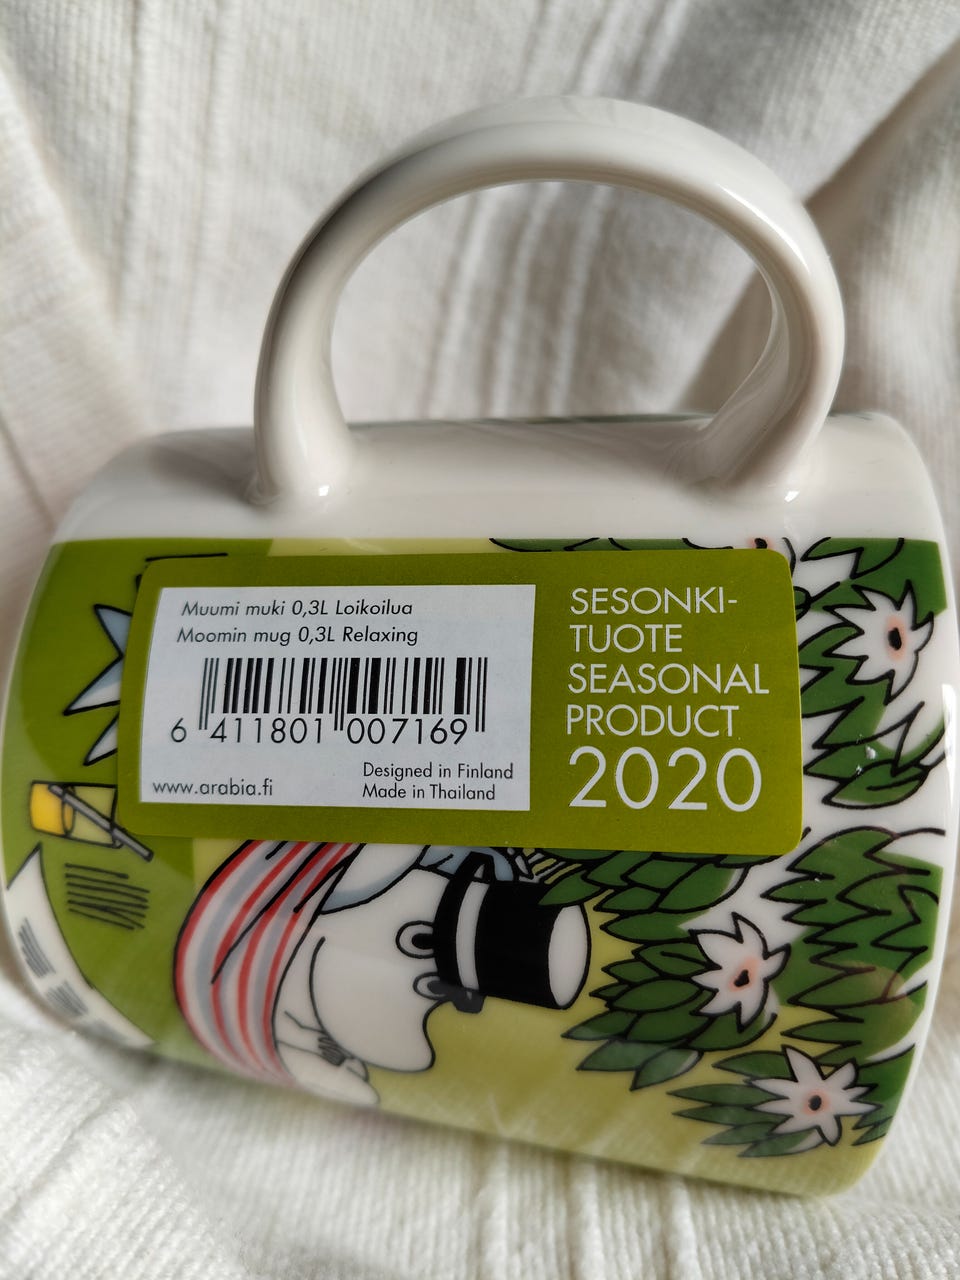 Muumi muki 0,3L Loikoilua
Moomin mug 0,3L Relaxing
6 411801 007169
www.arabia.fi
Designed in Finland
Made in Thailand
SESONKI-
TUOTE
SEASONAL
PRODUCT
2020